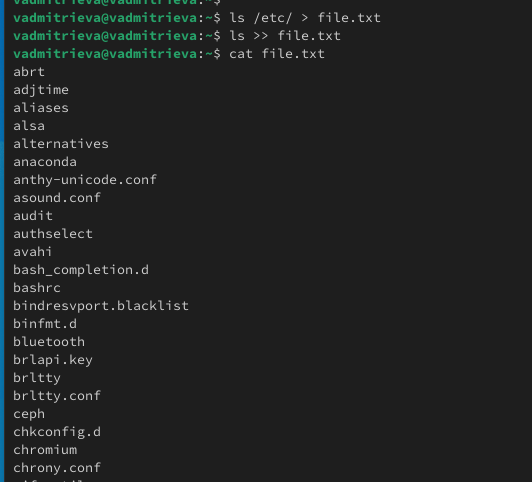 vadmitrieva@vadmitrieva:~$
vadmitrieva@vadmitrieva:~$ ls /etc/ > file.txt
vadmitrieva@vadmitrieva:~$ ls >> file.txt
vadmitrieva@vadmitrieva:~$ cat file.txt
abrt
adjtime
aliases
alsa
alternatives
anaconda
anthy-unicode.conf
asound.conf
audit
authselect
avahi
bash_completion.d
bashrc
bindresvport.blacklist
binfmt.d
bluetooth
brlapi.key
brltty
brltty.conf
ceph
chkconfig.d
chromium
chrony.conf